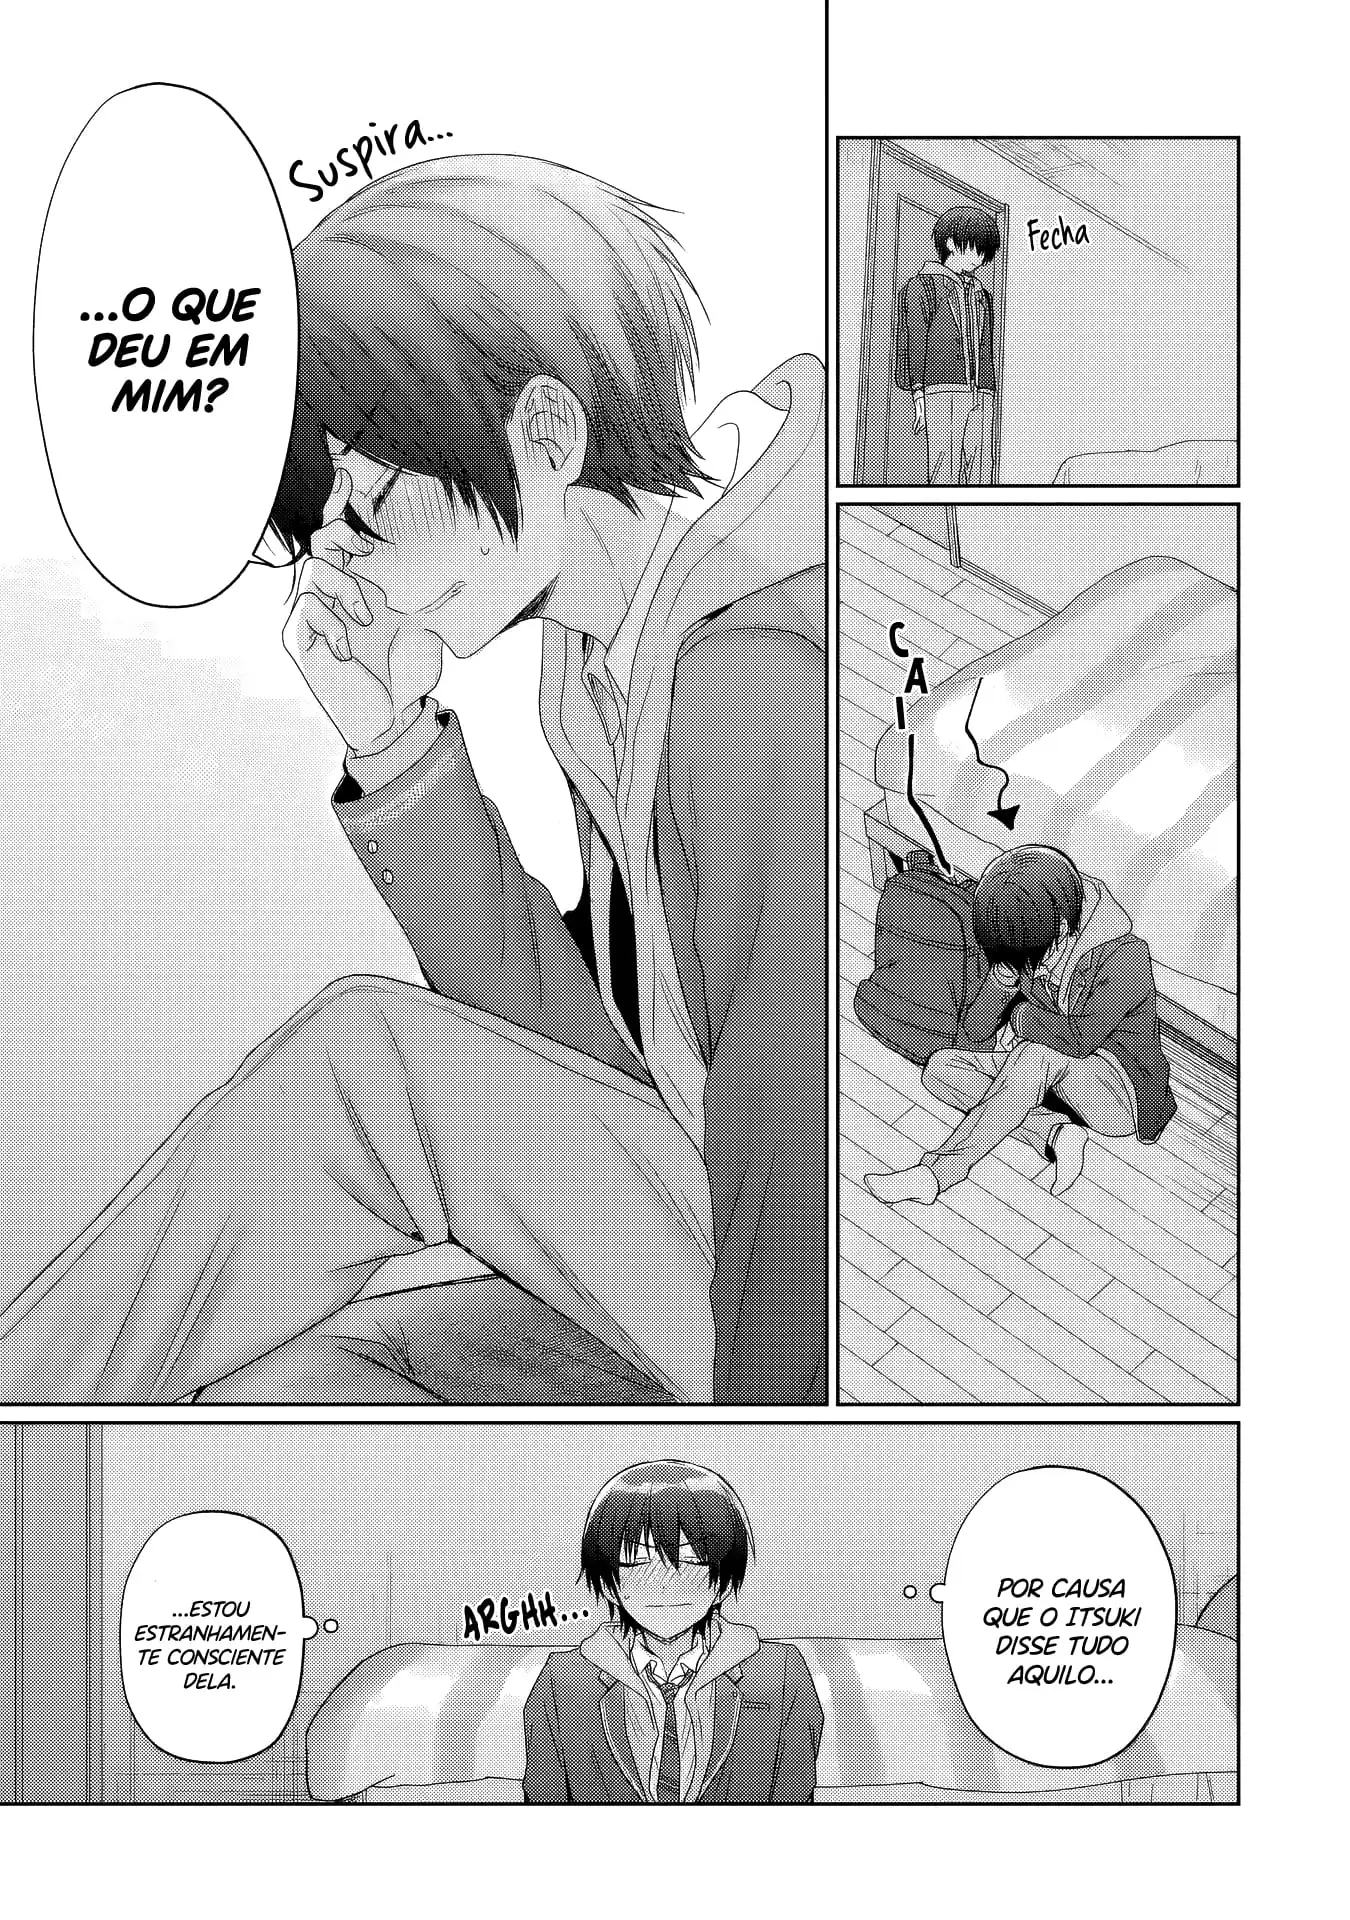 Fecha
CAI
Suspira...
...O QUE
DEU EM
MIM?
POR CAUSA
QUE O ITSUKI
DISSE TUDO
AQUILO...
ARGHH...
...ESTOU
ESTRANHAMEN-
TE CONSCIENTE
DELA.